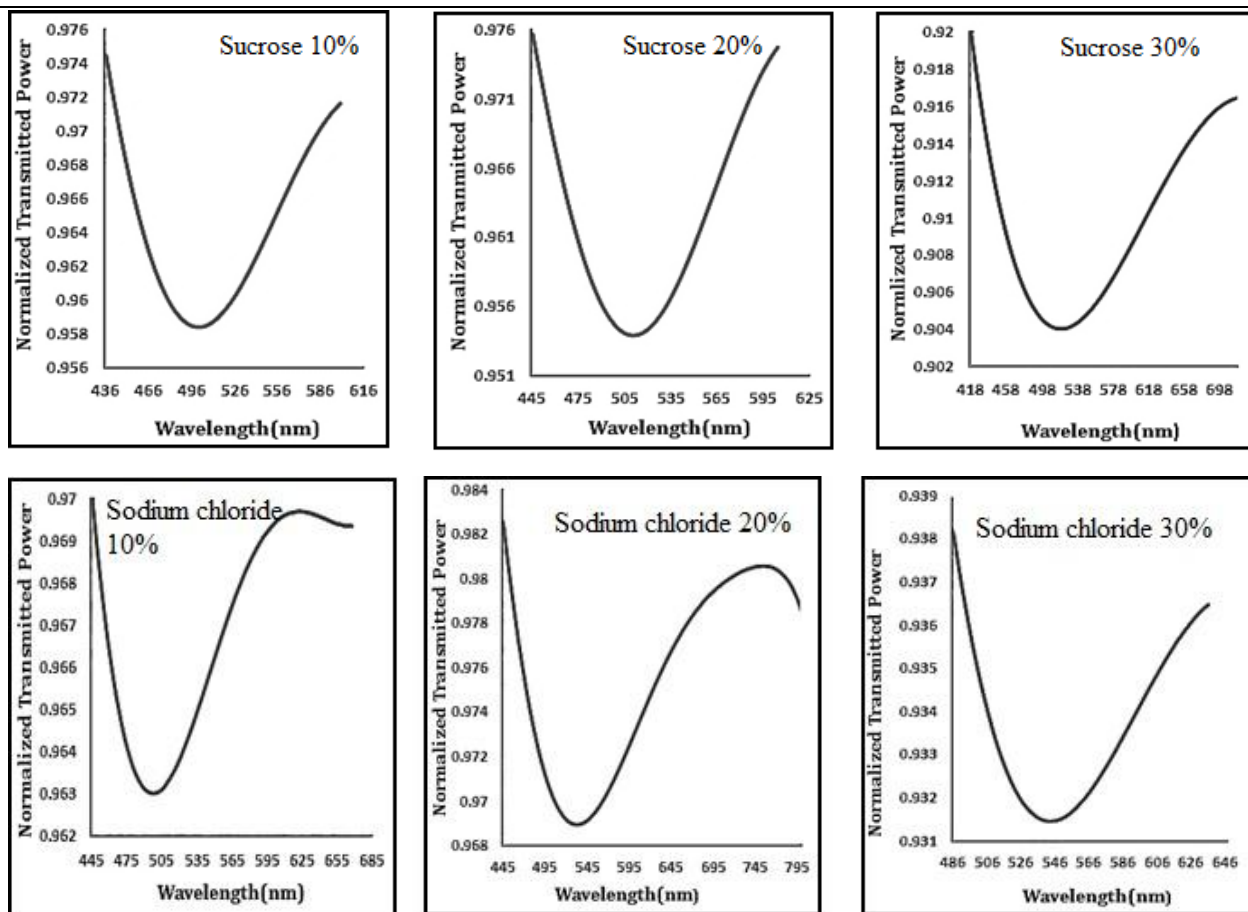 Sucrose 10%
Normalized Transmitted Power
0.976
0.974
0.972
0.97
0.968
0.966
0.964
0.962
0.96
0.958
0.956
436 466 496 526 556 586 616
Wavelength(nm)
Sucrose 20%
Normalized Tranmitted Power
0.976
0.971
0.966
0.961
0.956
0.951
445 475 505 535 565 595 625
Wavelength(nm)
Sucrose 30%
Normlized Transmitted Power
0.92
0.918
0.916
0.914
0.912
0.91
0.908
0.906
0.904
0.902
418 458 498 538 578 618 658 698
Wavelength(nm)
Sodium chloride
10%
Normalized Transmitted Power
0.97
0.969
0.968
0.967
0.966
0.965
0.964
0.963
0.962
445 475 505 535 565 595 625 655 685
Wavelength(nm)
Sodium chloride 20%
Normalized Transmitted Power
0.984
0.982
0.98
0.978
0.976
0.974
0.972
0.97
0.968
445 495 545 595 645 695 745 795
Wavelength(nm)
Sodium chloride 30%
Normalized Transmitted Power
0.939
0.938
0.937
0.936
0.935
0.934
0.933
0.932
0.931
486 506 526 546 566 586 606 626 646
Wavelength(nm)